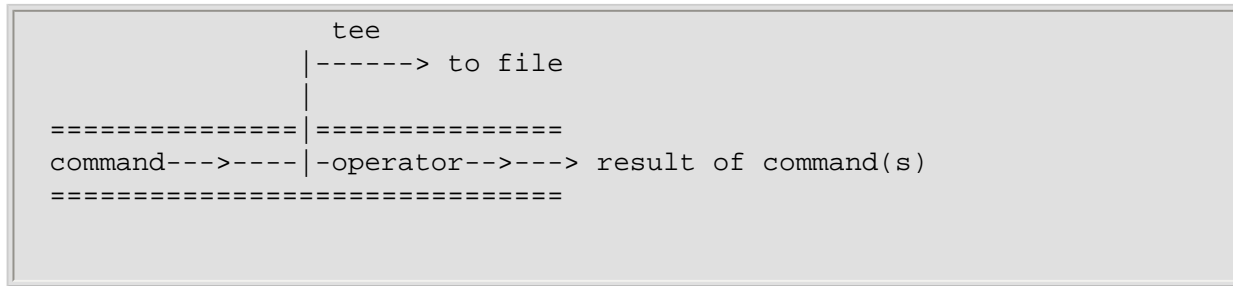 tee
               |------> to file
               |
===============|===============
command--->----|-operator-->---> result of command(s)
===============================